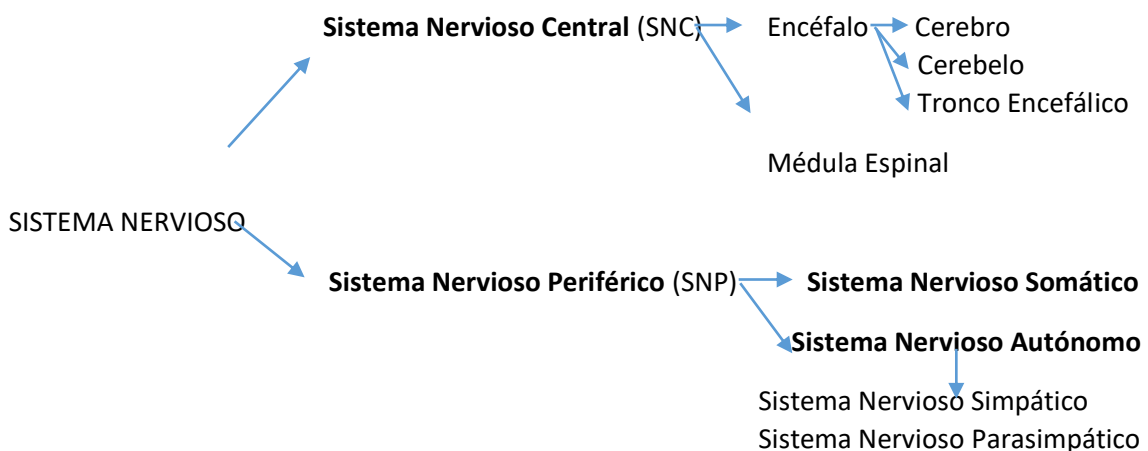 Sistema Nervioso Central (SNC) Encéfalo Cerebro
Cerebelo
Tronco Encefálico
Médula Espinal
SISTEMA NERVIOSO
Sistema Nervioso Periférico (SNP) Sistema Nervioso Somático
Sistema Nervioso Autónomo
Sistema Nervioso Simpático
Sistema Nervioso Parasimpático